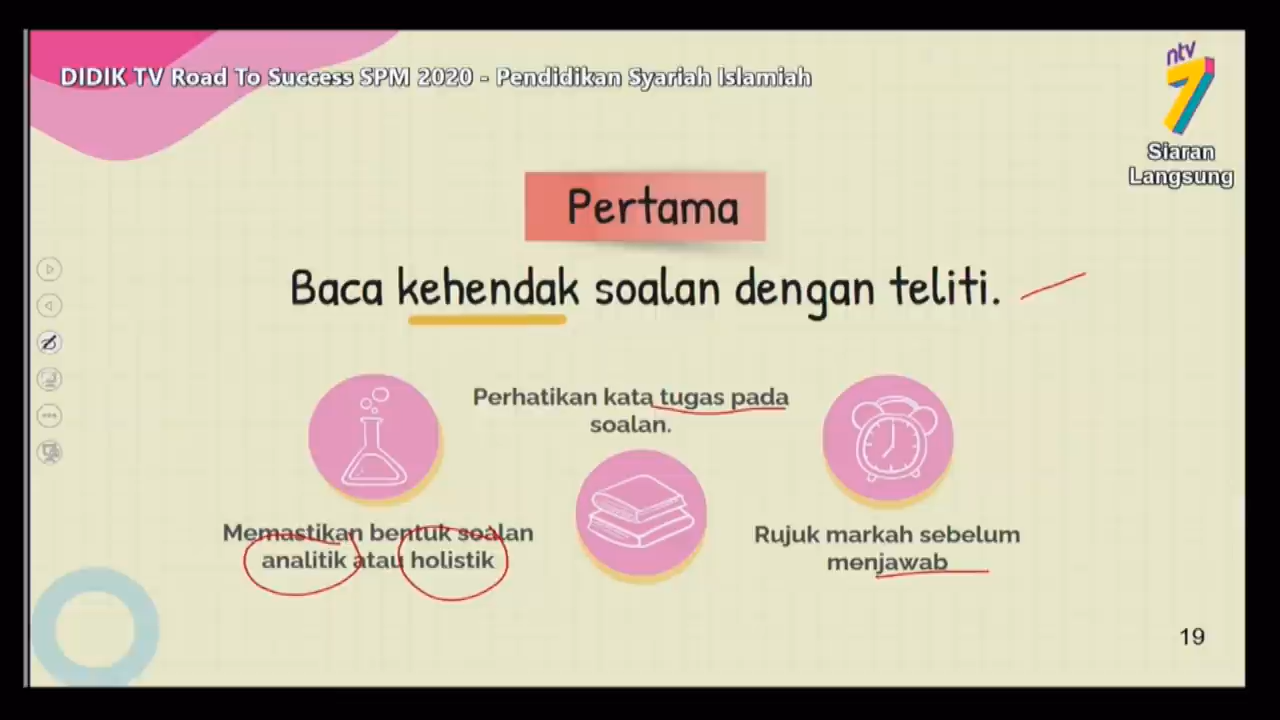 DIDIK TV Road To Success SPM 2020 - Pendidikan Syariah Islamiah
ntv
7
Siaran
Langsung
Pertama
Baca kehendak soalan dengan teliti.
Perhatikan kata tugas pada
soalan.
Memastikan bentuk soalan
analitik atau holistik
Rujuk markah sebelum
menjawab
19